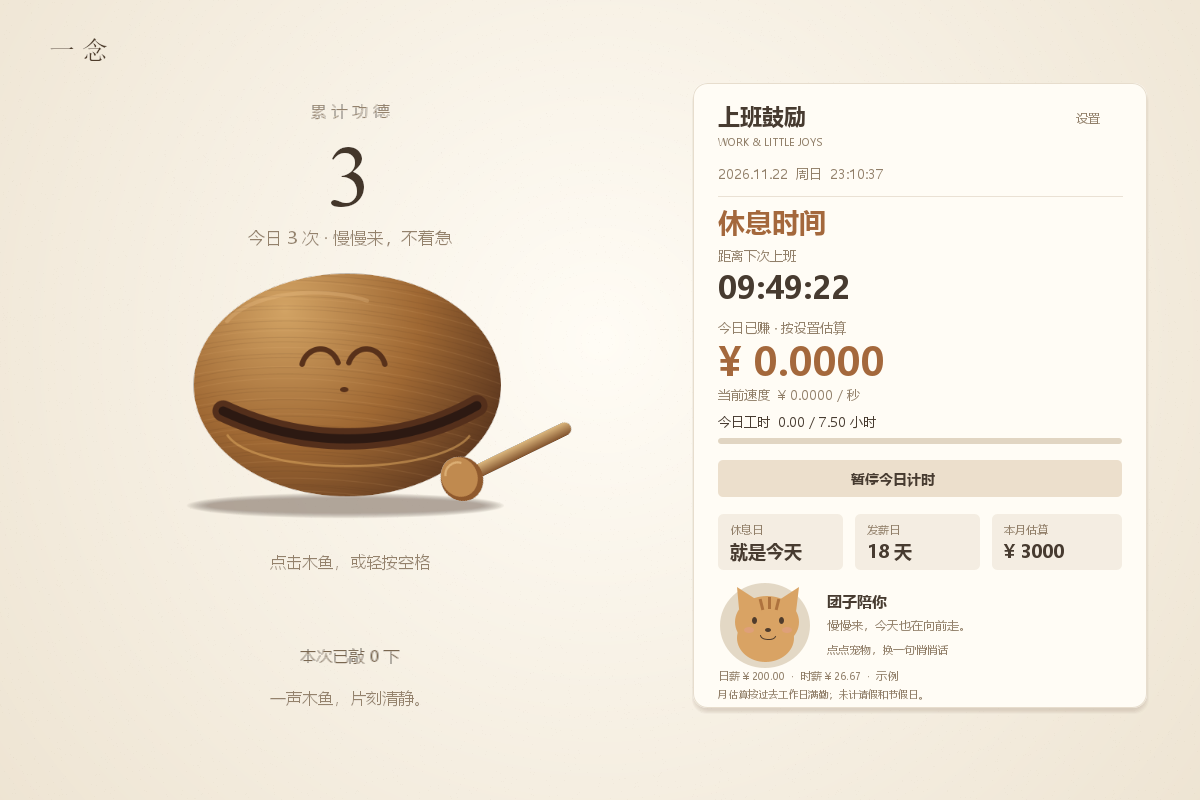 一念
累计功德
3
今日 3 次 · 慢慢来，不着急
点击木鱼，或轻按空格
本次已敲 0 下
一声木鱼，片刻清静。
上班鼓励
设置
WORK & LITTLE JOYS
2026.11.22 周日 23:10:37
休息时间
距离下次上班
09:49:22
今日已赚 · 按设置估算
¥ 0.0000
当前速度 ¥ 0.0000 / 秒
今日工时 0.00 / 7.50 小时
暂停今日计时
休息日
就是今天
发薪日
18 天
本月估算
¥ 3000
团子陪你
慢慢来，今天也在向前走。
点点宠物，换一句悄悄话
日薪 ¥ 200.00 · 时薪 ¥ 26.67 · 示例
月估算按过去工作日满勤；未计请假和节假日。